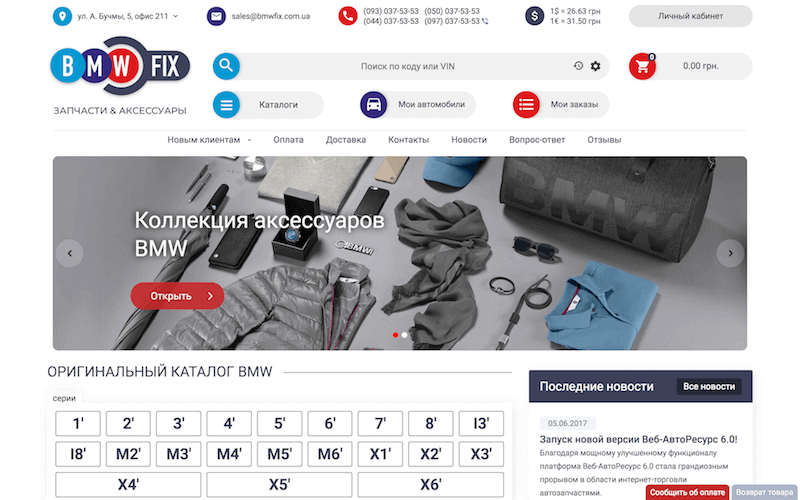 ул. А. Бучмы, 5, офис 211
sales@bmwfix.com.ua
(093) 037-53-53 (050) 037-53-53
(044) 037-53-53 (097) 037-53-53
1$ = 26.63 грн
1€ = 31.50 грн
Личный кабинет
BMW FIX
ЗАПЧАСТИ & АКСЕССУАРЫ
Поиск по коду или VIN
0
0.00 грн.
Каталоги
Мои автомобили
Мои заказы
Новым клиентам
Оплата
Доставка
Контакты
Новости
Вопрос-ответ
Отзывы
BMW
BMW
Коллекция аксессуаров
BMW
Открыть
ОРИГИНАЛЬНЫЙ КАТАЛОГ BMW
серии
1' 2' 3' 4' 5' 6' 7' 8' I3'
I8' M2' M3' M4' M5' M6' X1' X2' X3'
X4' X5' X6'
Последние новости
Все новости
05.06.2017
Запуск новой версии Веб-АвтоРесурс 6.0!
Благодаря мощному улучшенному функционалу
платформа Веб-АвтоРесурс 6.0 стала грандиозным
прорывом в области интернет-торговли
автозапчастями.
Сообщить об оплате
Возврат товара